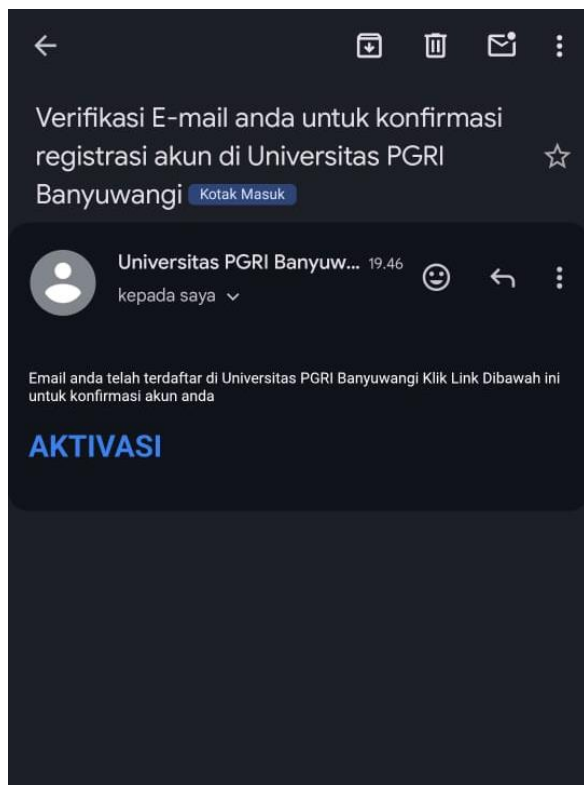 Verifikasi E-mail anda untuk konfirmasi
registrasi akun di Universitas PGRI
Banyuwangi Kotak Masuk
Universitas PGRI Banyuw... 19.46
kepada saya
Email anda telah terdaftar di Universitas PGRI Banyuwangi Klik Link Dibawah ini
untuk konfirmasi akun anda
AKTIVASI